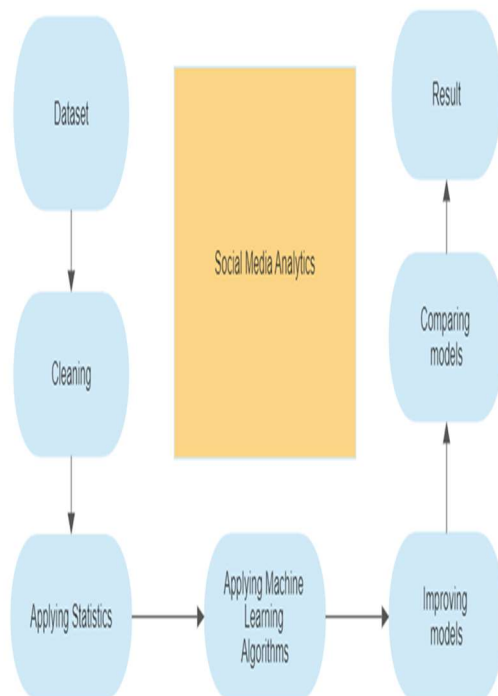 Dataset
Cleaning
Applying Statistics
Applying Machine
Learning
Algorithms
Improving
models
Comparing
models
Result
Social Media Analytics